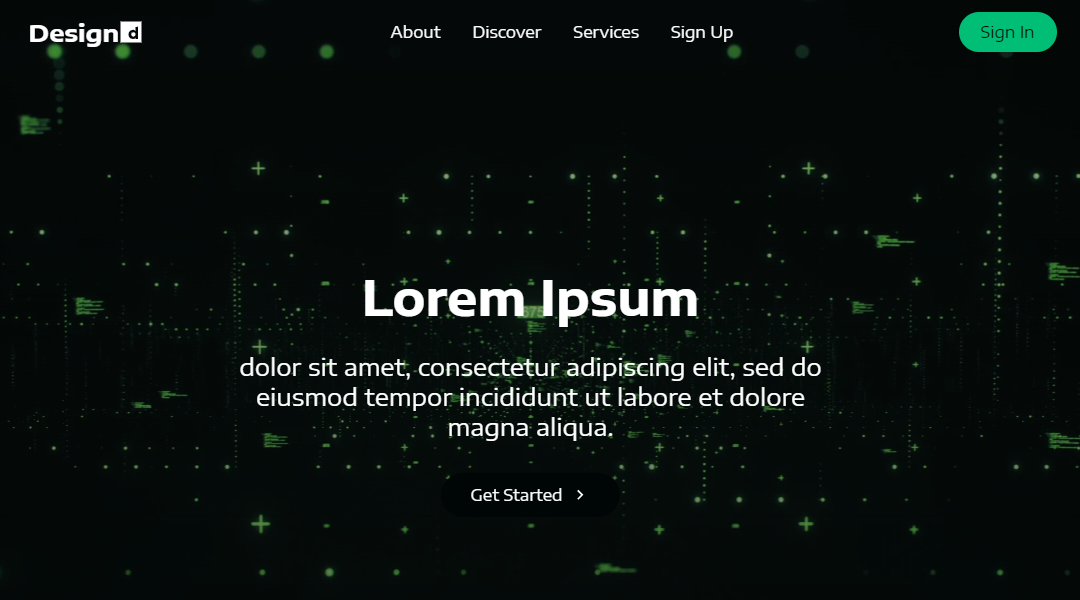 Design d
About
Discover
Services
Sign Up
Sign In
Lorem Ipsum
dolor sit amet, consectetur adipiscing elit, sed do
eiusmod tempor incididunt ut labore et dolore
magna aliqua.
Get Started